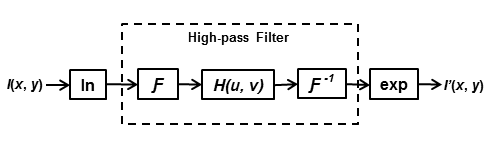 High-pass Filter
I(x, y) ln F H(u, v) F⁻¹ exp I'(x, y)